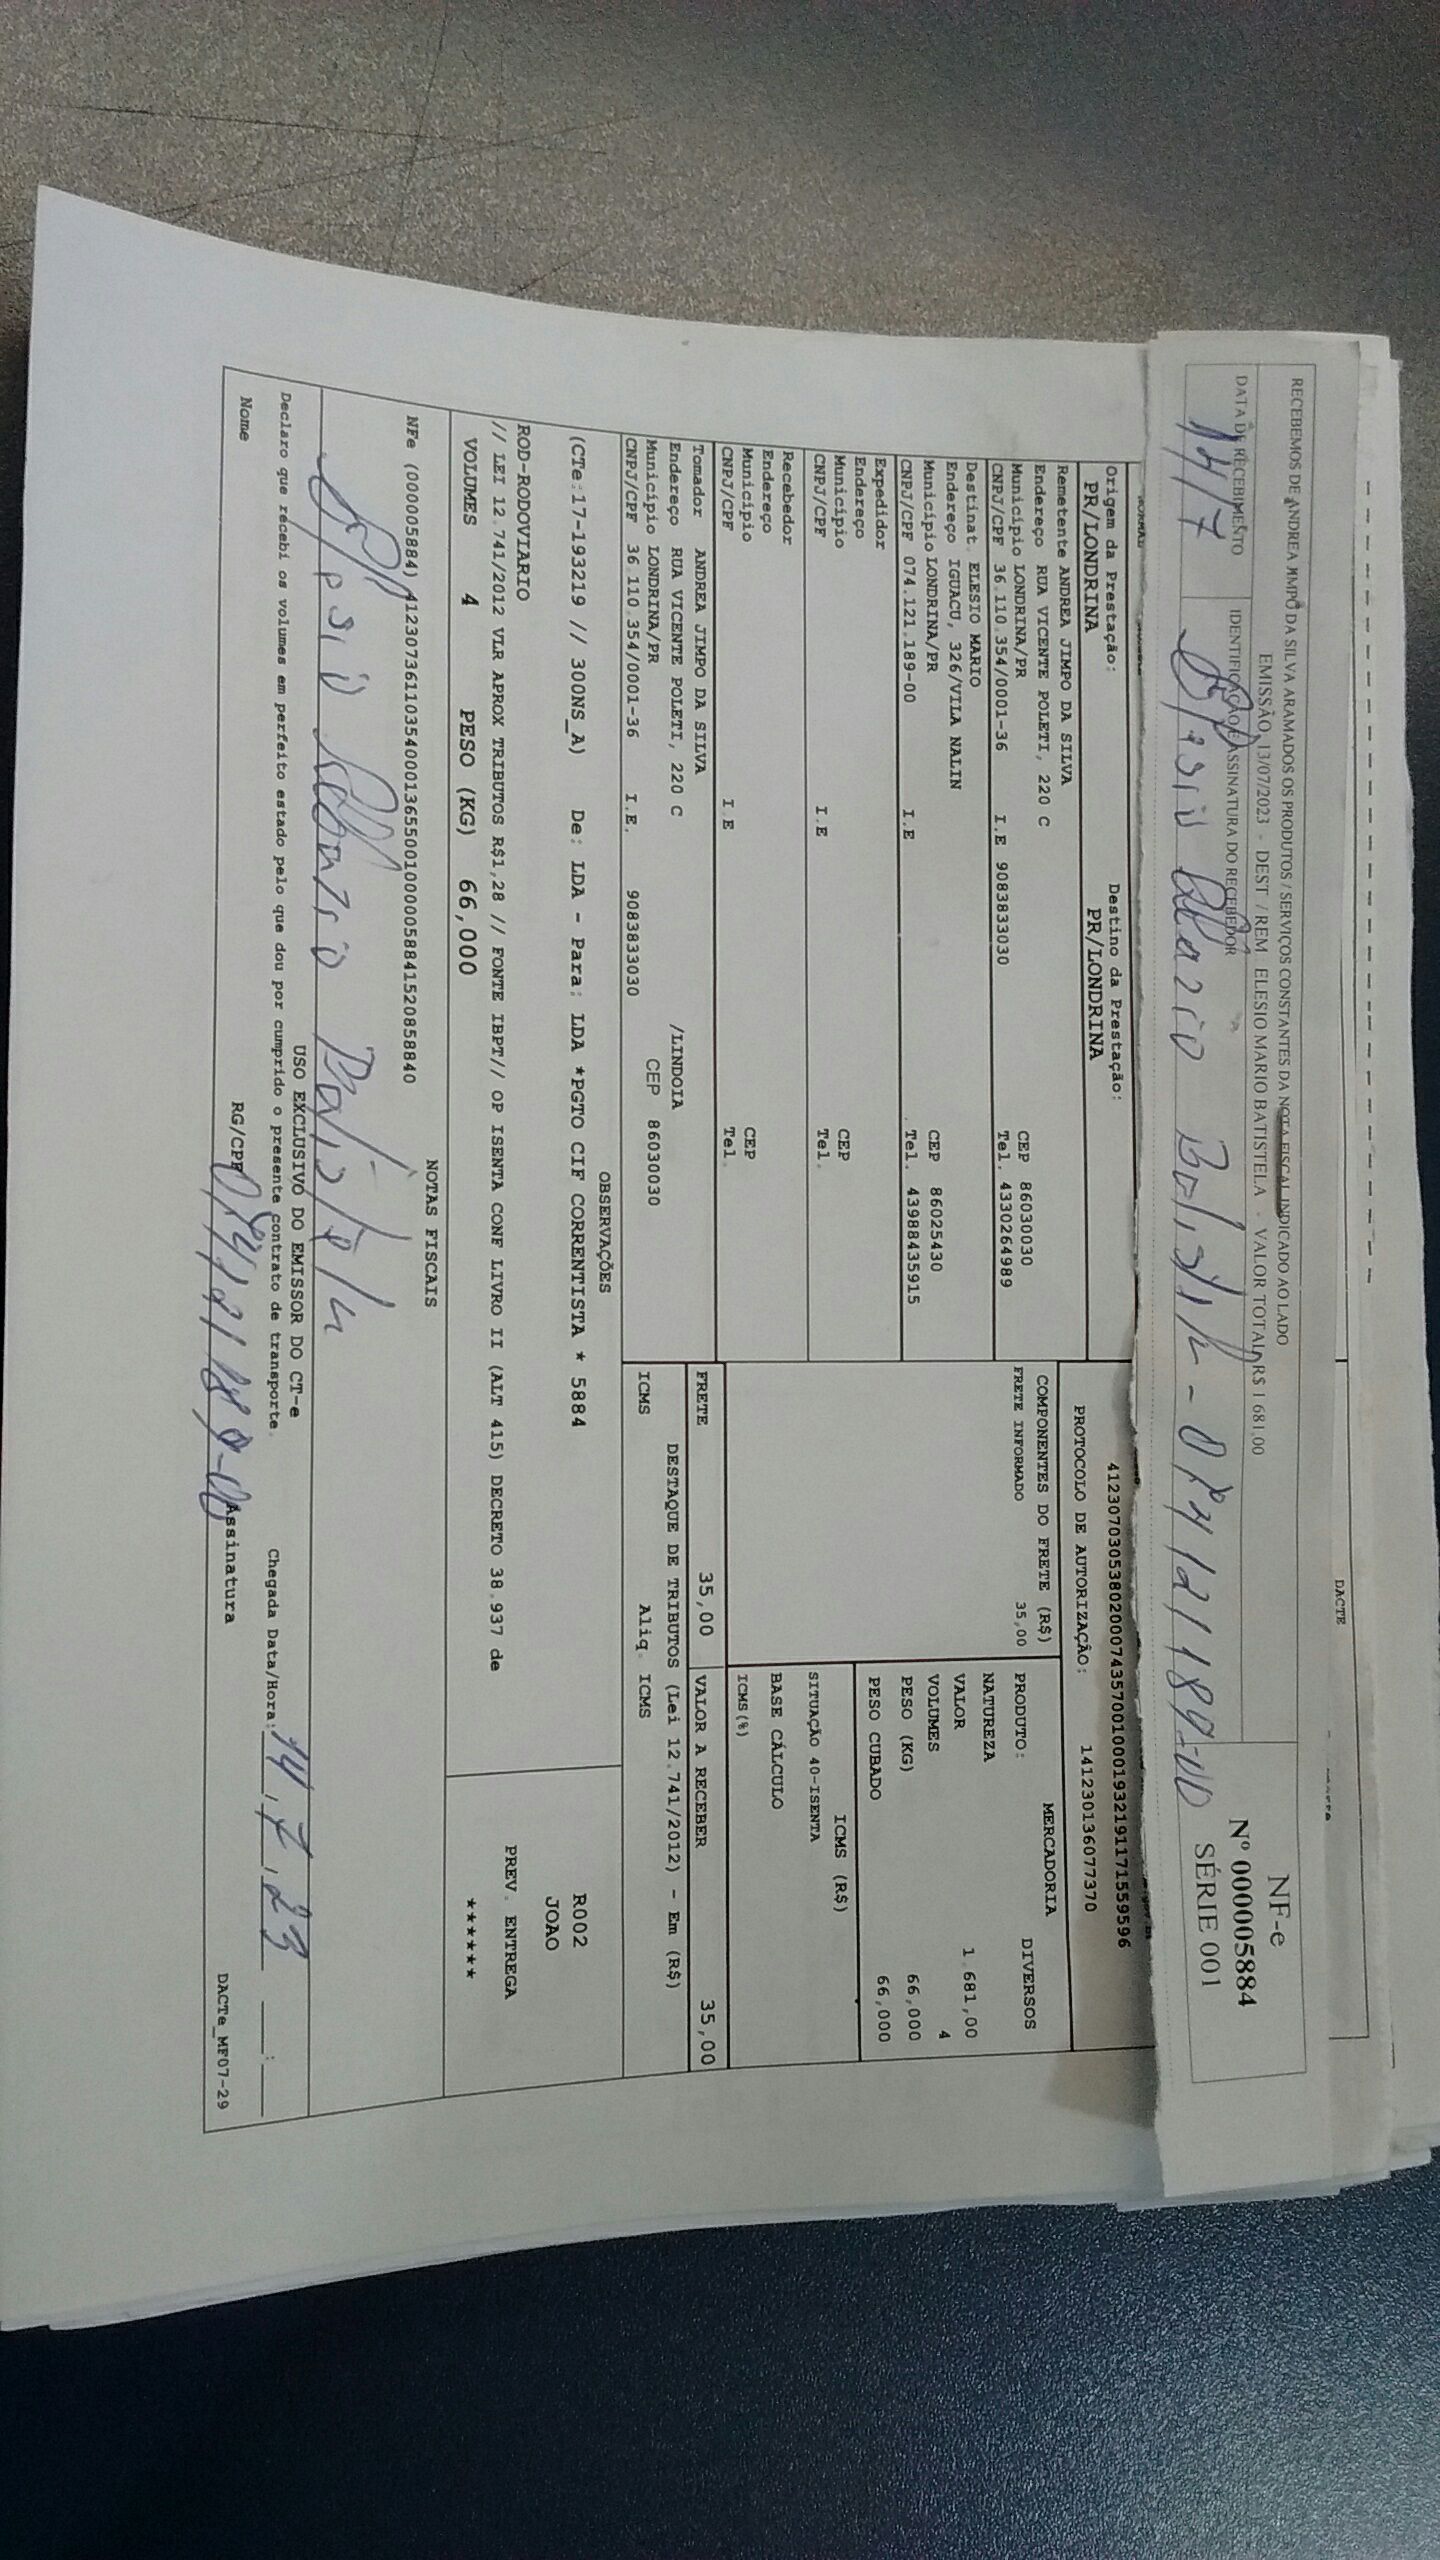 DACTE
RECEBEMOS DE ANDREA JIMPO DA SILVA ARAMADOS OS PRODUTOS / SERVIÇOS CONSTANTES DA NOTA FISCAL INDICADO AO LADO
EMISSÃO 13/07/2023 - DEST / REM ELESIO MARIO BATISTELA - VALOR TOTAL R$ 1 681,00
NF-e
Nº 000005884
SÉRIE 001
DATA DE RECEBIMENTO
IDENTIFICAÇÃO E ASSINATURA DO RECEBEDOR
14/7
Elesio Mario Batistela - 074121189-00
41230703053802000743570010001932191171559596
PROTOCOLO DE AUTORIZAÇÃO: 141230136077370
Origem da Prestação:
PR/LONDRINA
Destino da Prestação:
PR/LONDRINA
Remetente ANDREA JIMPO DA SILVA
Endereço RUA VICENTE POLETI, 220 C
Município LONDRINA/PR CEP 86030030
CNPJ/CPF 36.110.354/0001-36 I.E 9083833030 Tel. 4330264989
Destinat. ELESIO MARIO
Endereço IGUACU, 326/VILA NALIN
Município LONDRINA/PR CEP 86025430
CNPJ/CPF 074.121.189-00 I.E Tel. 43988435915
Expedidor
Endereço
Município CEP
CNPJ/CPF I.E Tel.
Recebedor
Endereço
Município CEP
CNPJ/CPF I.E Tel.
Tomador ANDREA JIMPO DA SILVA
Endereço RUA VICENTE POLETI, 220 C /LINDOIA
Município LONDRINA/PR CEP 86030030
CNPJ/CPF 36.110.354/0001-36 I.E. 9083833030
COMPONENTES DO FRETE (R$)
FRETE INFORMADO 35,00
MERCADORIA
PRODUTO: DIVERSOS
NATUREZA
VALOR 1.681,00
VOLUMES 4
PESO (KG) 66,000
PESO CUBADO 66,000
ICMS (R$)
SITUAÇÃO 40-ISENTA
BASE CÁLCULO
ICMS(%)
FRETE 35,00
VALOR A RECEBER 35,00
DESTAQUE DE TRIBUTOS (Lei 12.741/2012) - Em (R$)
ICMS Aliq. ICMS
OBSERVAÇÕES
(CTe:17-193219 // 300NS_A) De: LDA - Para: LDA *PGTO CIF CORRENTISTA * 5884
R002
JOAO
ROD-RODOVIARIO
// LEI 12.741/2012 VLR APROX TRIBUTOS R$1,28 // FONTE IBPT// OP ISENTA CONF LIVRO II (ALT 415) DECRETO 38.937 de
VOLUMES 4 PESO (KG) 66,000
PREV. ENTREGA
******
NOTAS FISCAIS
NFe (000005884) 41230736110354000136550010000058841520858840
Elesio Mario Batistela
USO EXCLUSIVO DO EMISSOR DO CT-e
Declaro que recebi os volumes em perfeito estado pelo que dou por cumprido o presente contrato de transporte.
Chegada Data/Hora: 14/7/23 ___:___
Nome
RG/CPF 074121189-00
Assinatura
DACTe_MF07-29